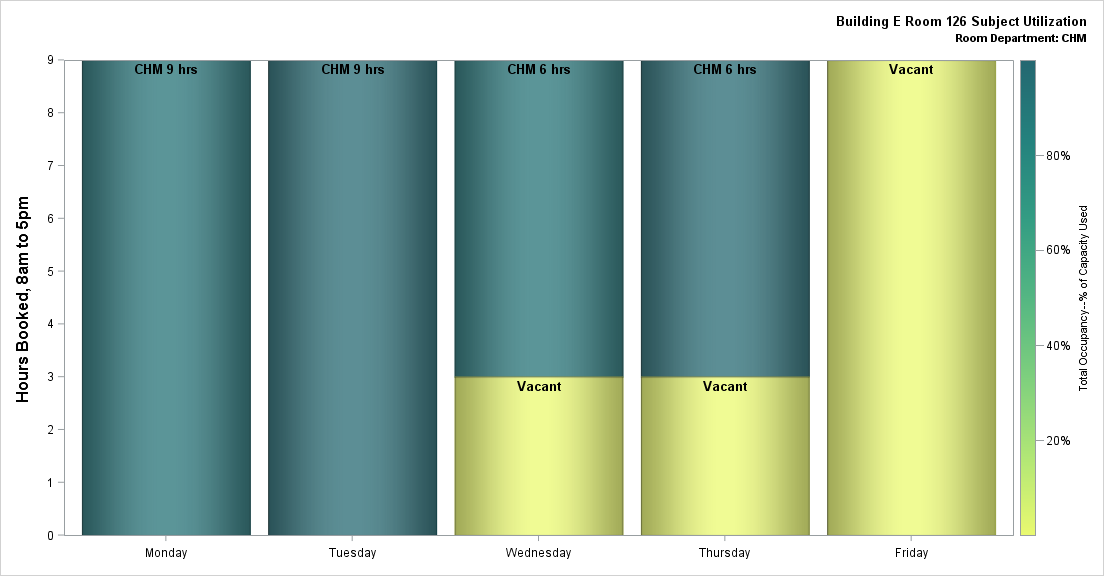 Building E Room 126 Subject Utilization
Room Department: CHM
Hours Booked, 8am to 5pm
9
8
7
6
5
4
3
2
1
0
CHM 9 hrs
CHM 9 hrs
CHM 6 hrs
CHM 6 hrs
Vacant
Vacant
Vacant
Monday
Tuesday
Wednesday
Thursday
Friday
80%
60%
40%
20%
Total Occupancy--% of Capacity Used